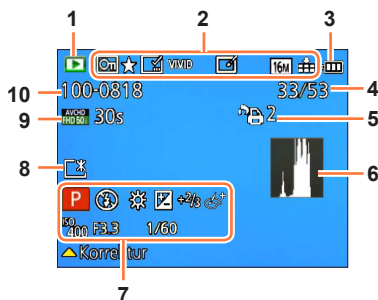 1 2 3
VIVID 16M
10 100-0818 33/53 4
9 AVCHD FHD 50i 30s 2 5
8 6
P +2/3
ISO 400 F3.3 1/60
Korrektur
7